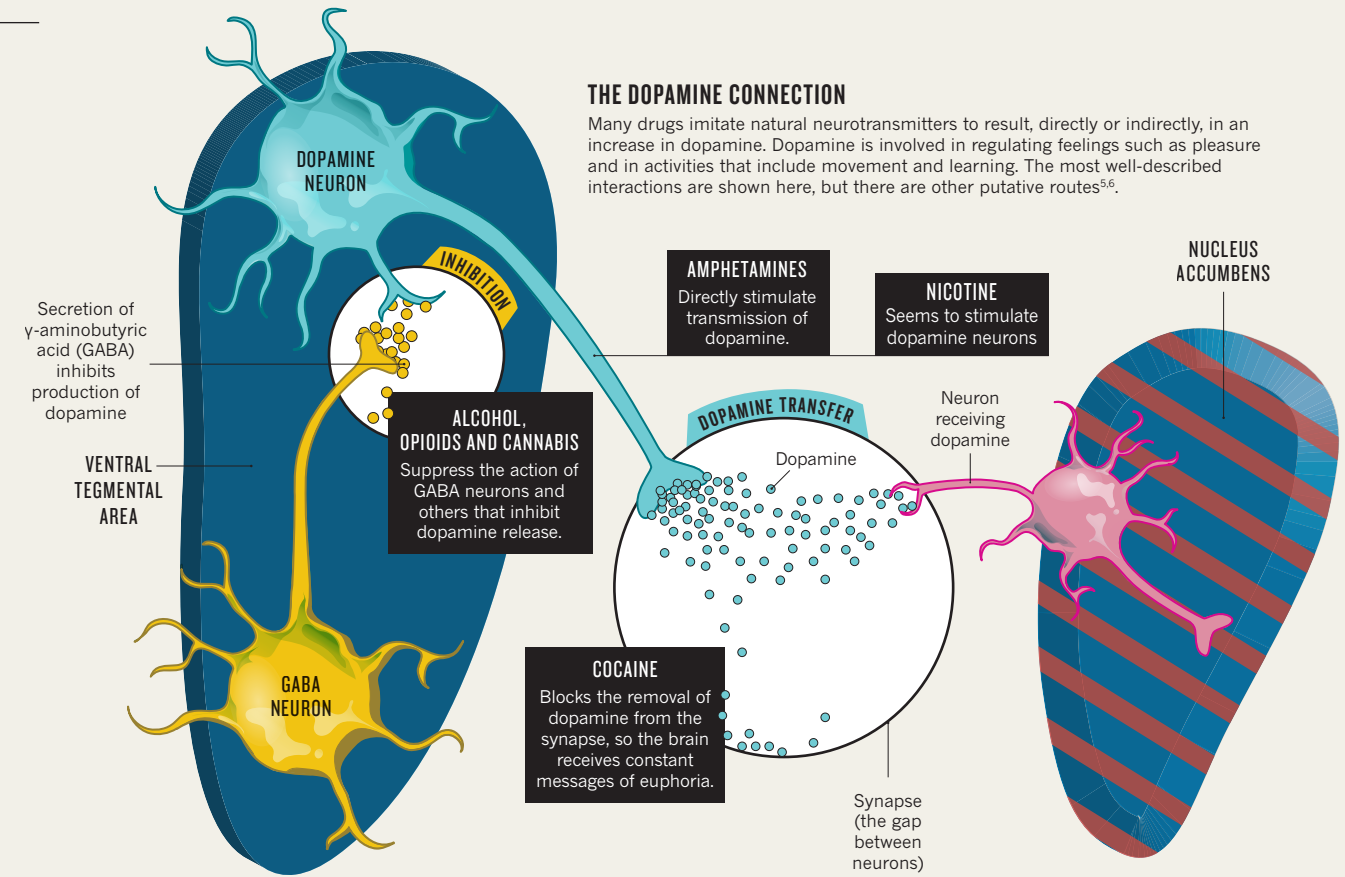 THE DOPAMINE CONNECTION
Many drugs imitate natural neurotransmitters to result, directly or indirectly, in an
increase in dopamine. Dopamine is involved in regulating feelings such as pleasure
and in activities that include movement and learning. The most well-described
interactions are shown here, but there are other putative routes5,6.
DOPAMINE
NEURON
INHIBITION
Secretion of
γ-aminobutyric
acid (GABA)
inhibits
production of
dopamine
VENTRAL
TEGMENTAL
AREA
ALCOHOL,
OPIOIDS AND CANNABIS
Suppress the action of
GABA neurons and
others that inhibit
dopamine release.
GABA
NEURON
AMPHETAMINES
Directly stimulate
transmission of
dopamine.
NICOTINE
Seems to stimulate
dopamine neurons
NUCLEUS
ACCUMBENS
DOPAMINE TRANSFER
Dopamine
Neuron
receiving
dopamine
COCAINE
Blocks the removal of
dopamine from the
synapse, so the brain
receives constant
messages of euphoria.
Synapse
(the gap
between
neurons)